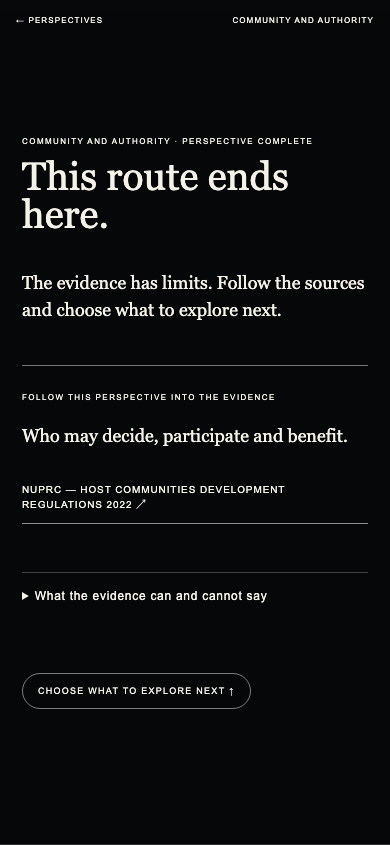 ← PERSPECTIVES
COMMUNITY AND AUTHORITY
COMMUNITY AND AUTHORITY · PERSPECTIVE COMPLETE
This route ends
here.
The evidence has limits. Follow the sources
and choose what to explore next.
FOLLOW THIS PERSPECTIVE INTO THE EVIDENCE
Who may decide, participate and benefit.
NUPRC — HOST COMMUNITIES DEVELOPMENT
REGULATIONS 2022 ↗
▶ What the evidence can and cannot say
CHOOSE WHAT TO EXPLORE NEXT ↑